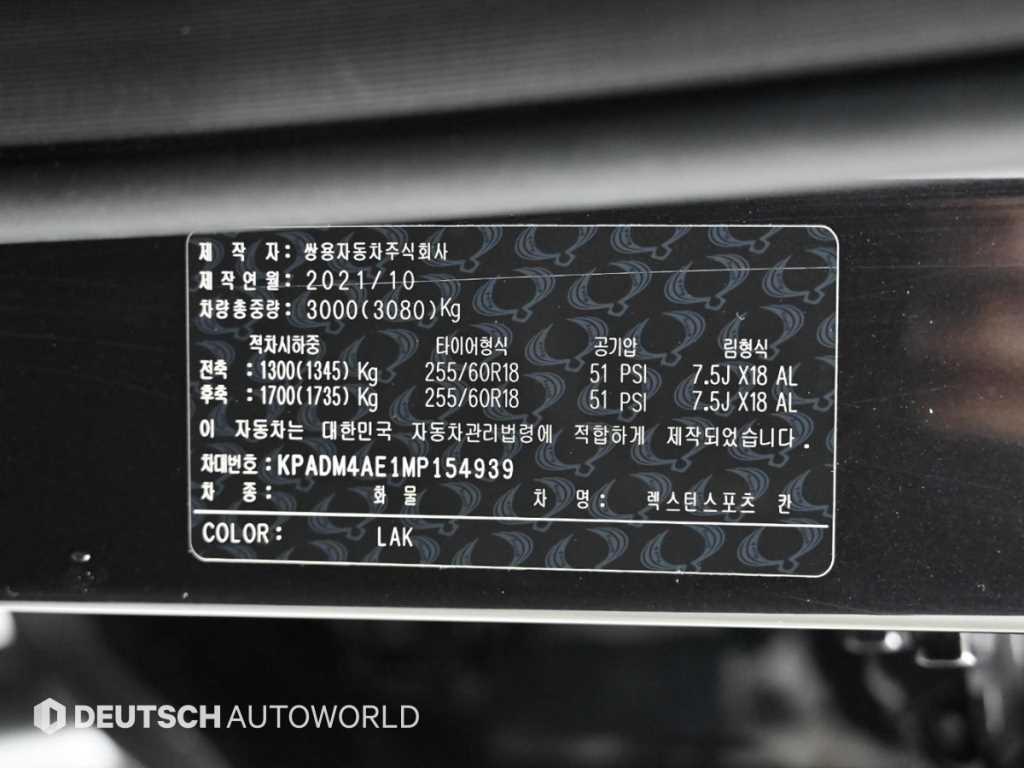 제 작 자: 쌍용자동차주식회사
제작연월: 2021/10
차량총중량: 3000(3080)Kg
적차시하중 타이어형식 공기압 림형식
전축 : 1300(1345) Kg 255/60R18 51 PSI 7.5J X18 AL
후축 : 1700(1735) Kg 255/60R18 51 PSI 7.5J X18 AL
이 자동차는 대한민국 자동차관리법령에 적합하게 제작되었습니다.
차대번호: KPADM4AE1MP154939
차 종: 화 물 차 명: 렉스턴스포츠 칸
COLOR: LAK
DEUTSCH AUTOWORLD